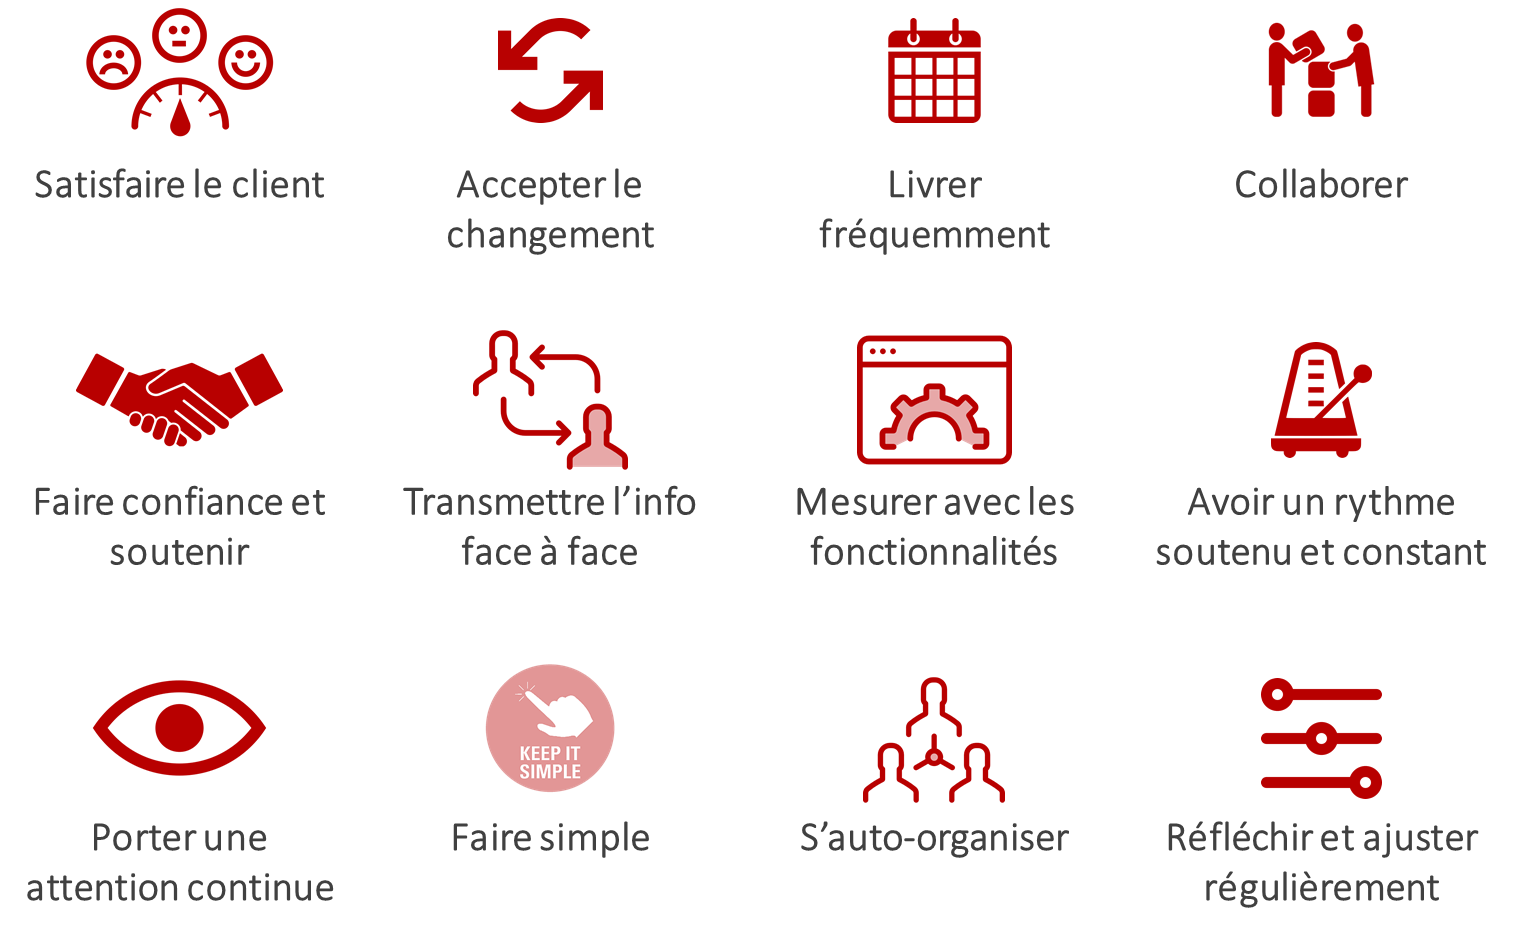 Satisfaire le client
Accepter le
changement
Livrer
fréquemment
Collaborer
Faire confiance et
soutenir
Transmettre l’info
face à face
Mesurer avec les
fonctionnalités
Avoir un rythme
soutenu et constant
Porter une
attention continue
KEEP IT
SIMPLE
Faire simple
S’auto-organiser
Réfléchir et ajuster
régulièrement